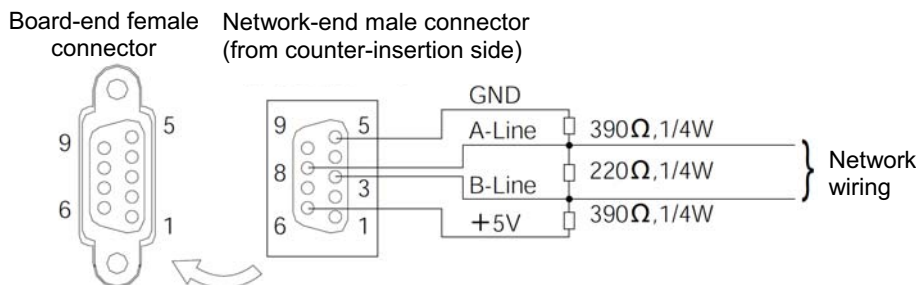 Board-end female
connector
Network-end male connector
(from counter-insertion side)
9
5
6
1
9
5
8
3
6
1
GND
A-Line
B-Line
+5V
390Ω,1/4W
220Ω,1/4W
390Ω,1/4W
Network
wiring